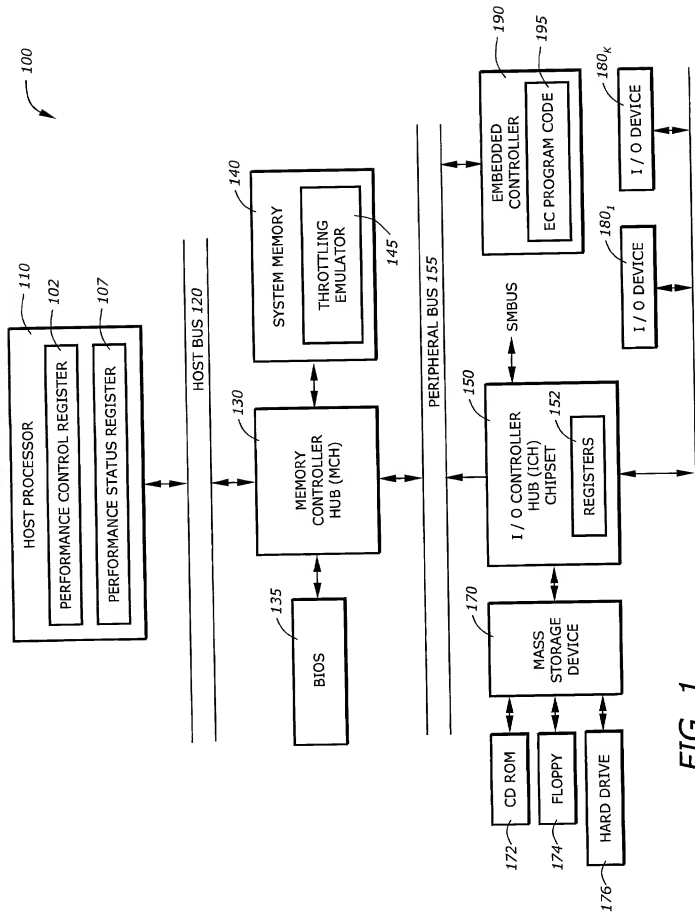 100
110
HOST PROCESSOR
102
PERFORMANCE CONTROL REGISTER
107
PERFORMANCE STATUS REGISTER
HOST BUS 120
135
BIOS
130
MEMORY
CONTROLLER
HUB (MCH)
140
SYSTEM MEMORY
THROTTLING
EMULATOR
145
PERIPHERAL BUS 155
170
MASS
STORAGE
DEVICE
172
CD ROM
174
FLOPPY
176
HARD DRIVE
150
I / O CONTROLLER
HUB (ICH)
CHIPSET
152
REGISTERS
SMBUS
190
EMBEDDED
CONTROLLER
195
EC PROGRAM CODE
180₁
I / O DEVICE
180ₖ
I / O DEVICE
FIG. 1